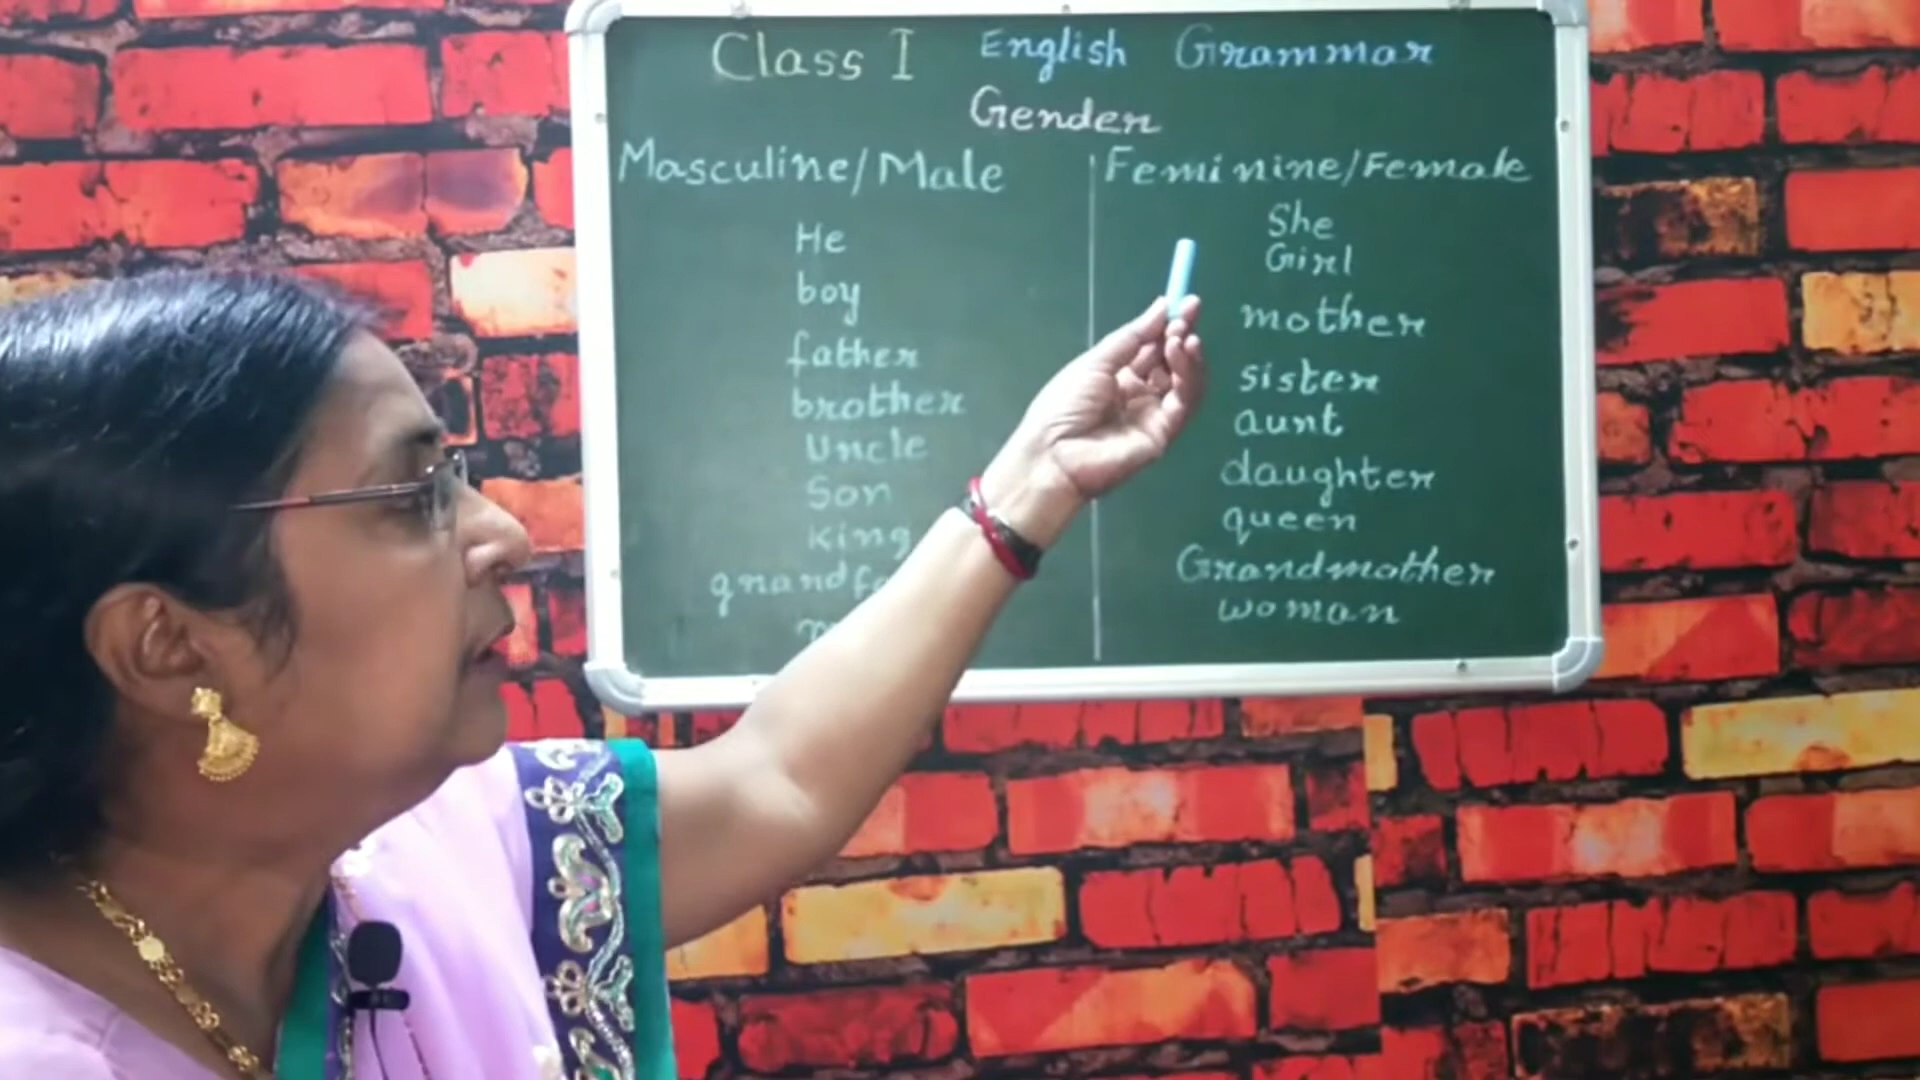 Class I English Grammar
Gender
Masculine/Male Feminine/Female
He She
boy Girl
father mother
brother sister
Uncle aunt
Son daughter
King queen
Grandmother
woman